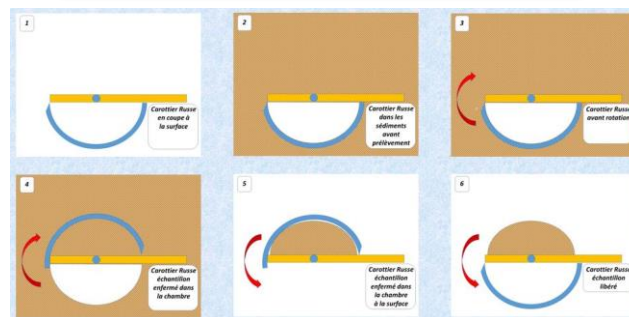 1
Carottier Russe
en coupe à
la surface
2
Carottier Russe
dans les
sédiments
avant
prélèvement
3
Carottier Russe
avant rotation
4
Carottier Russe
échantillon
enfermé dans
la chambre
5
Carottier Russe
échantillon
enfermé dans
la chambre
à la surface
6
Carottier Russe
échantillon
libéré